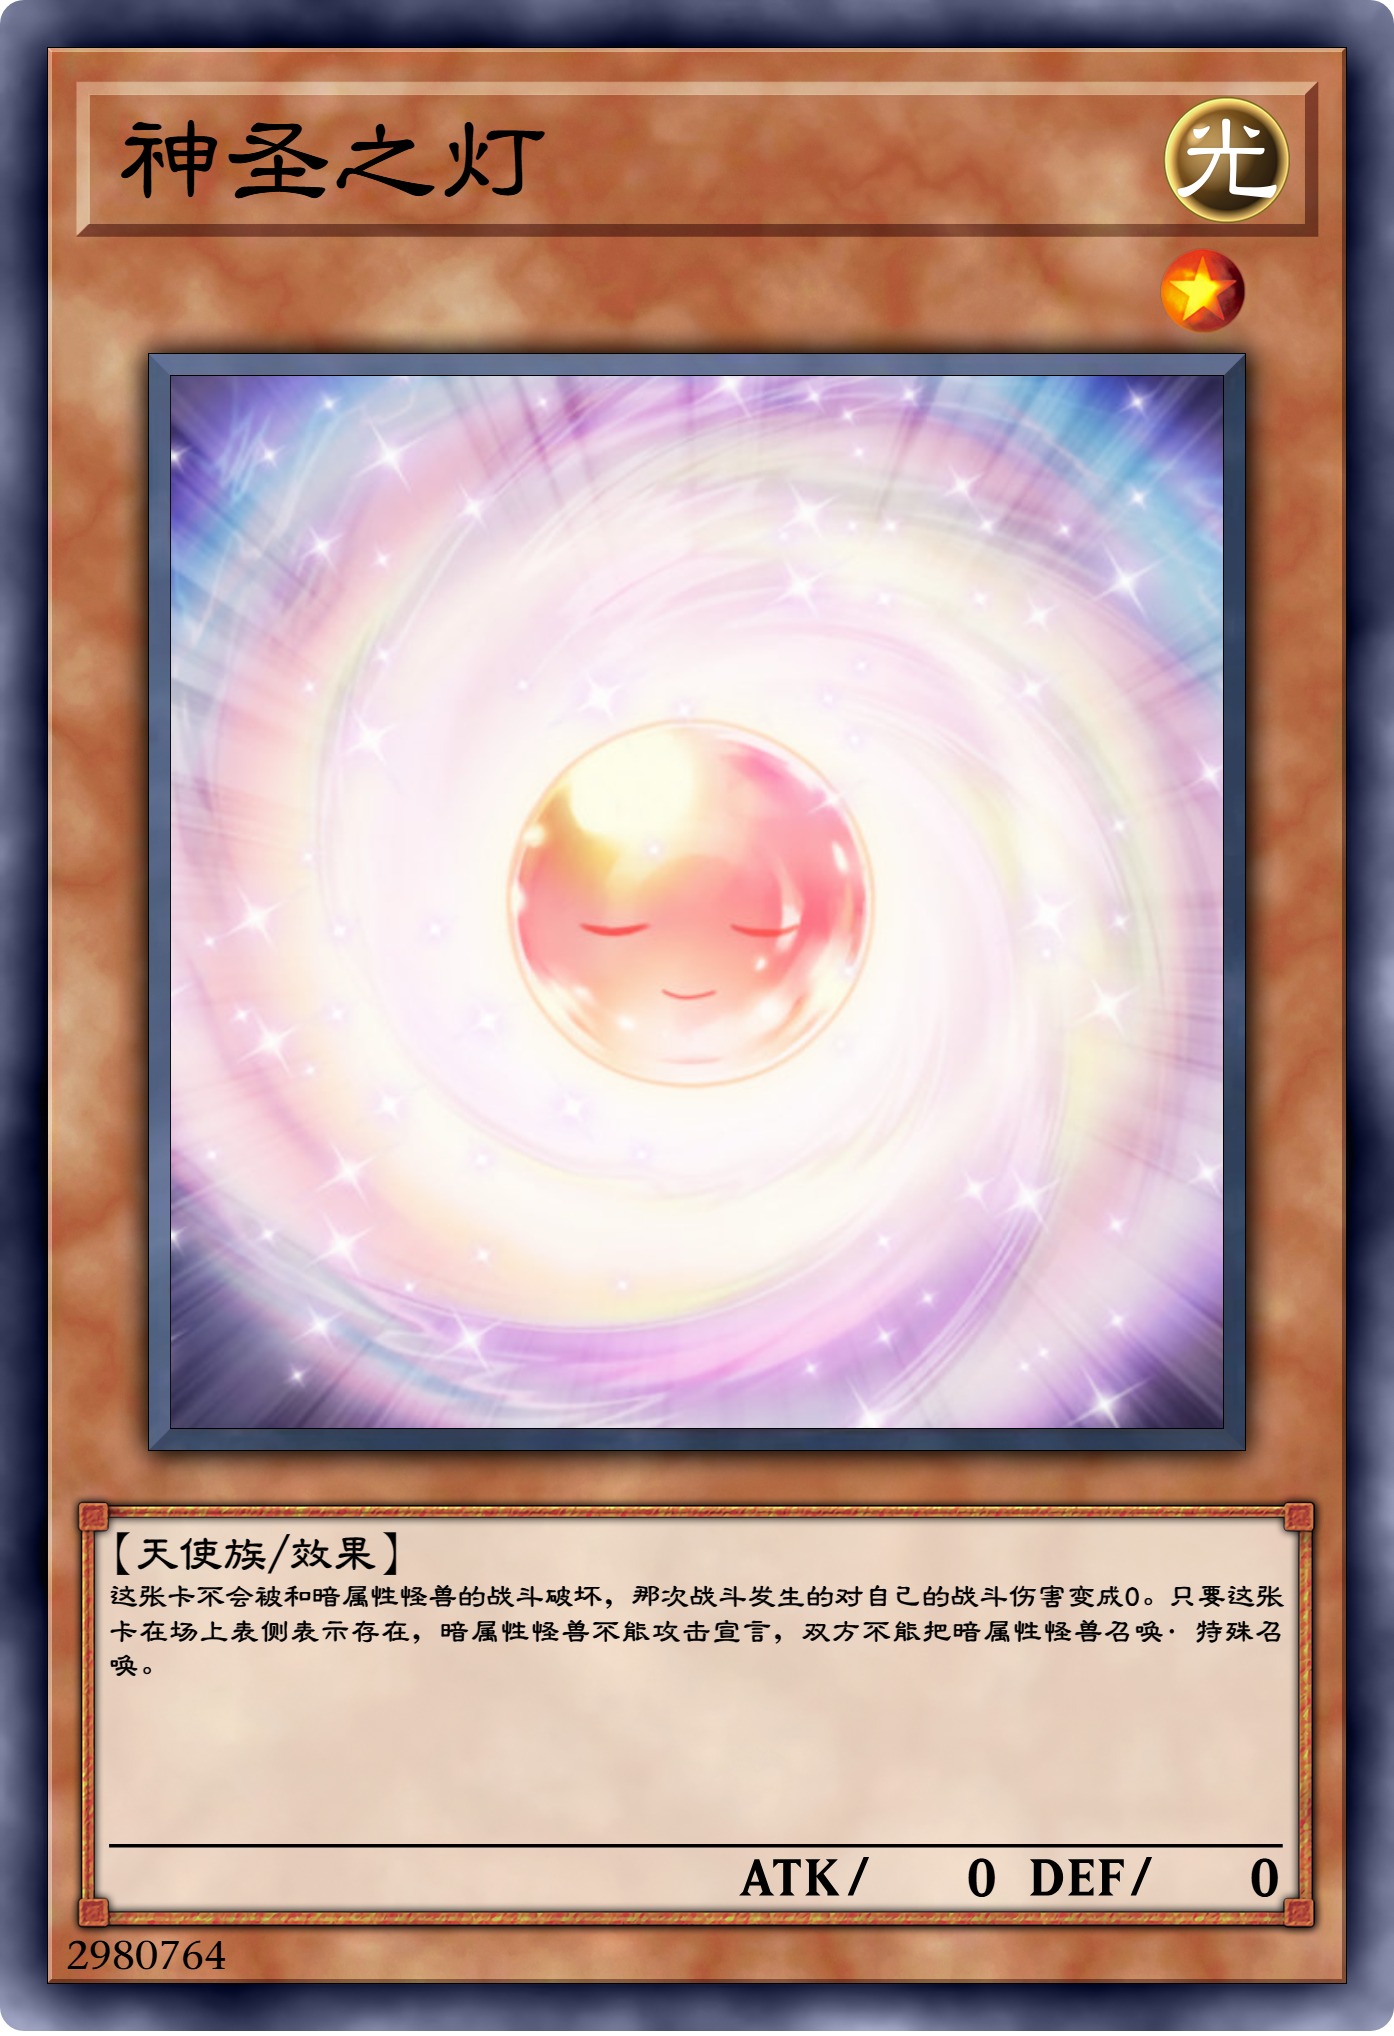 神圣之灯
光
【天使族/效果】
这张卡不会被和暗属性怪兽的战斗破坏，那次战斗发生的对自己的战斗伤害变成0。只要这张
卡在场上表侧表示存在，暗属性怪兽不能攻击宣言，双方不能把暗属性怪兽召唤·特殊召
唤。
ATK/ 0 DEF/ 0
2980764